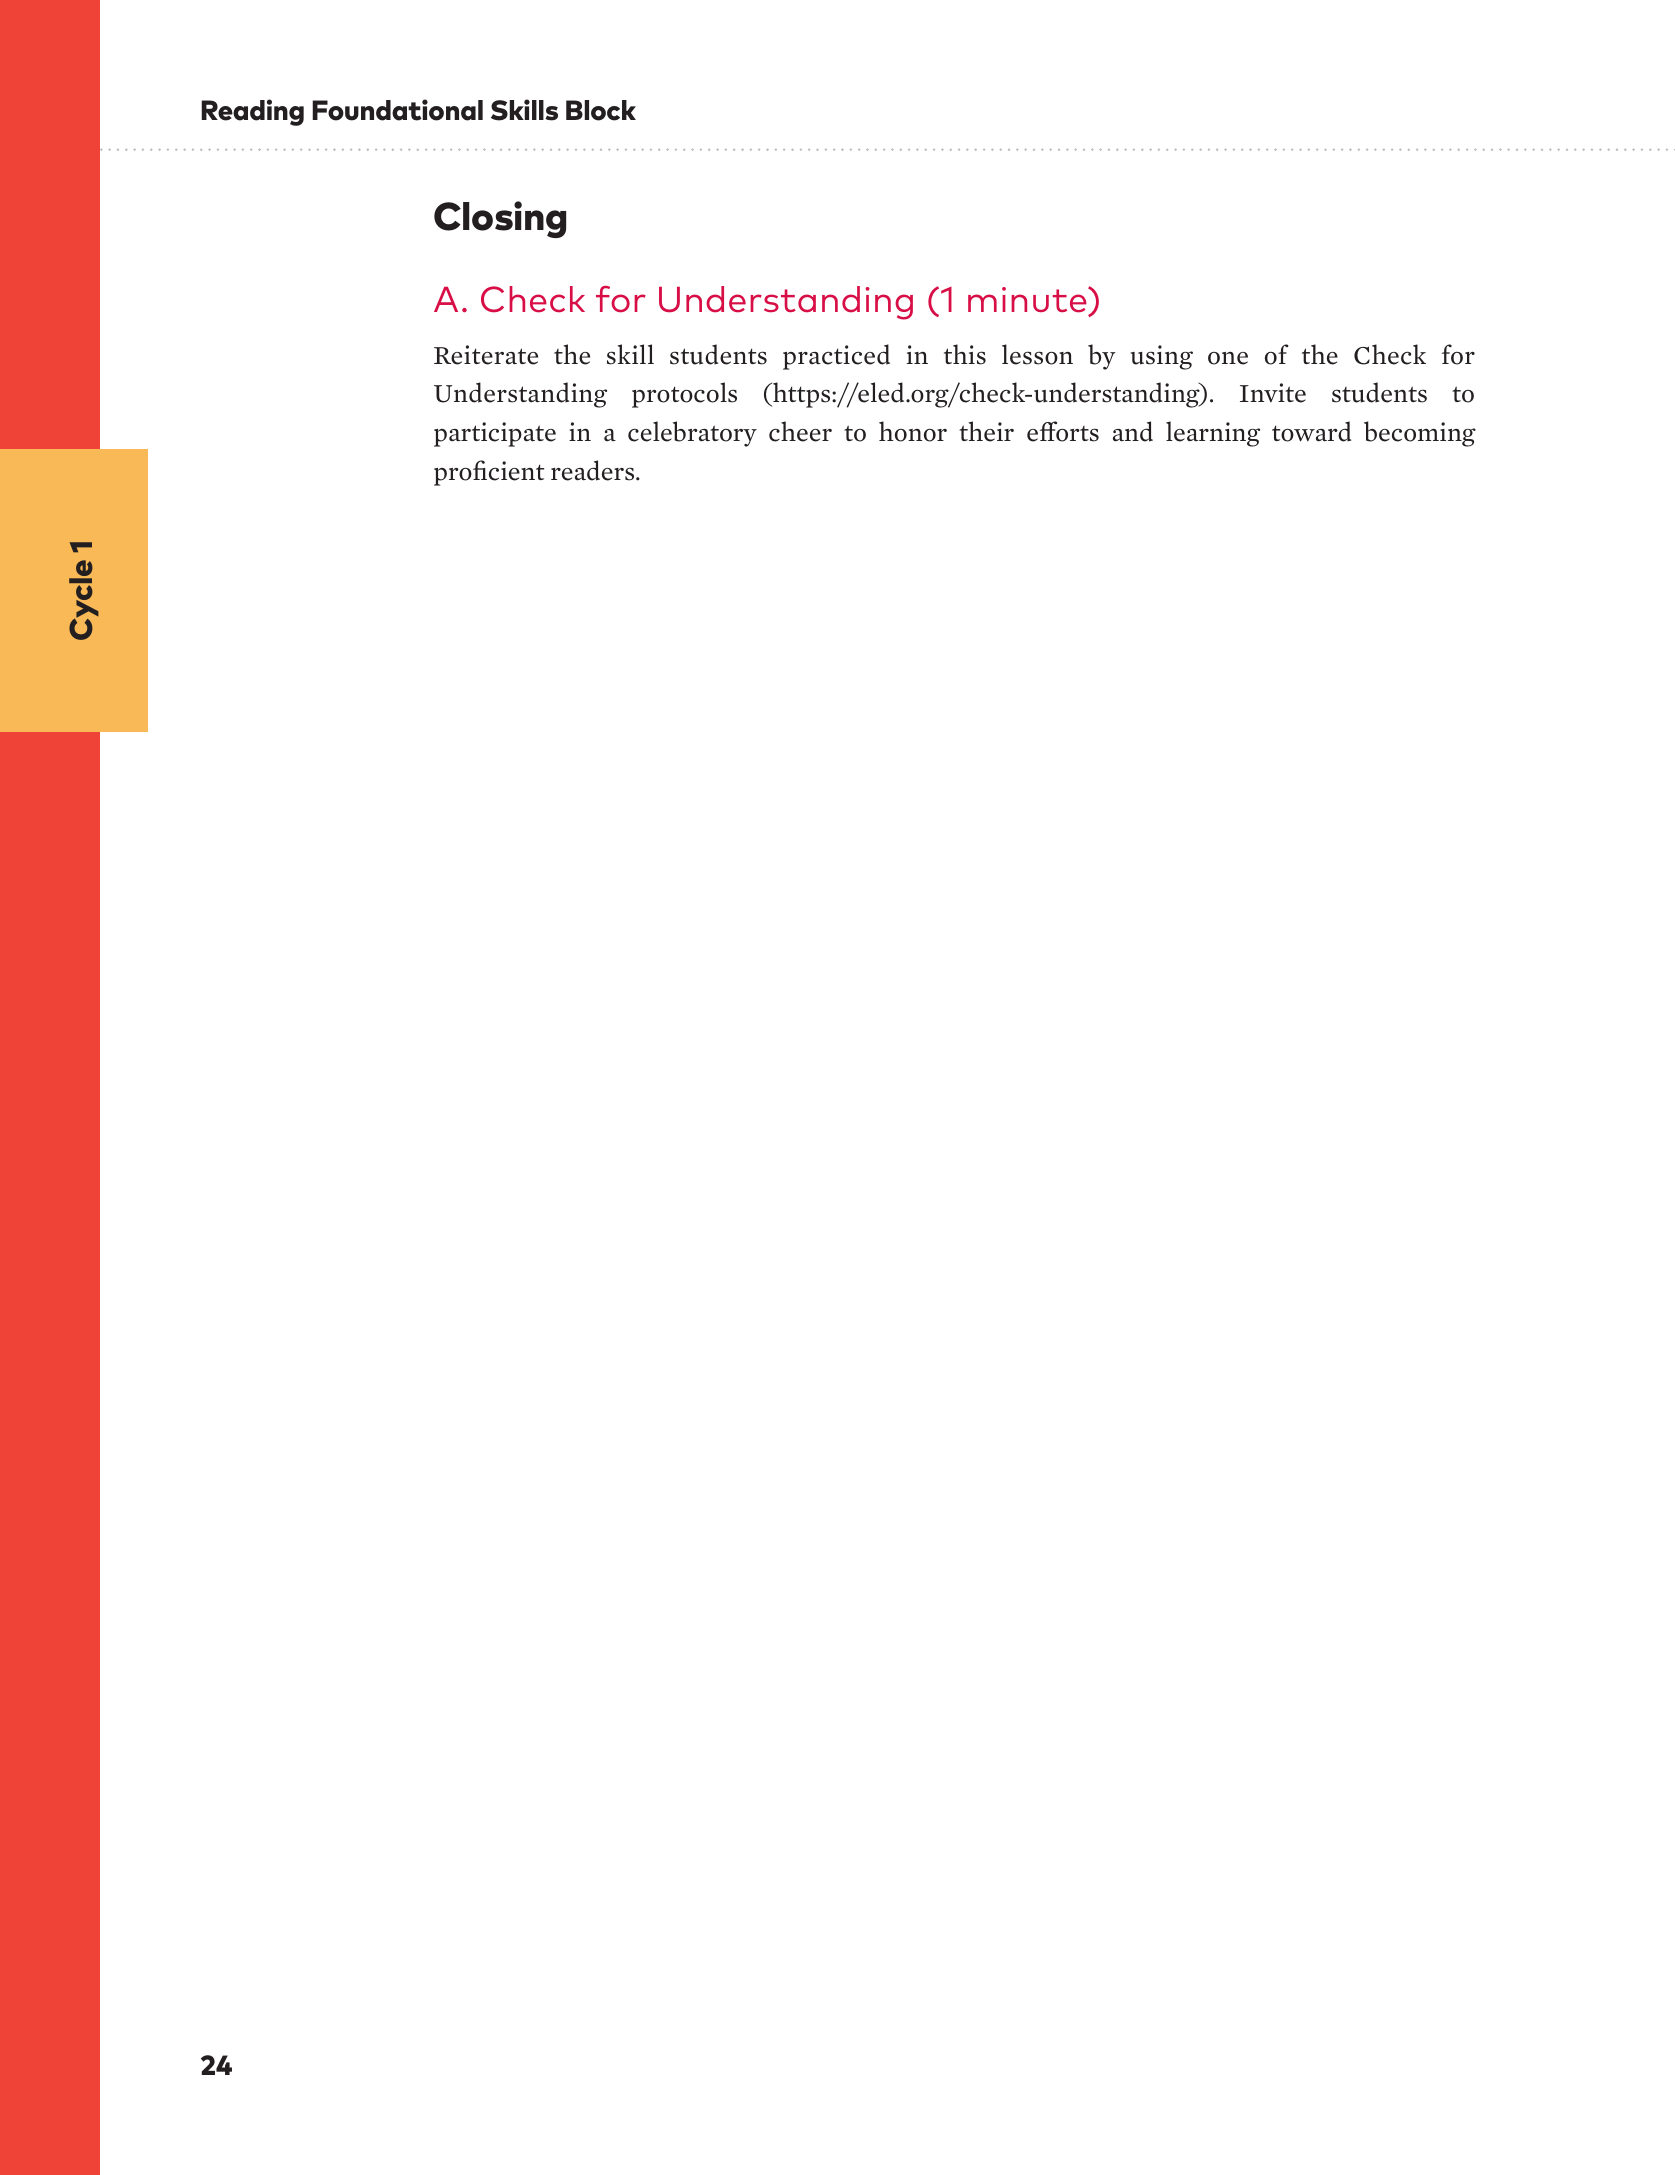 Reading Foundational Skills Block
Closing
A. Check for Understanding (1 minute)
Reiterate the skill students practiced in this lesson by using one of the Check for
Understanding protocols (https://eled.org/check-understanding). Invite students to
participate in a celebratory cheer to honor their efforts and learning toward becoming
proficient readers.
Cycle 1
24